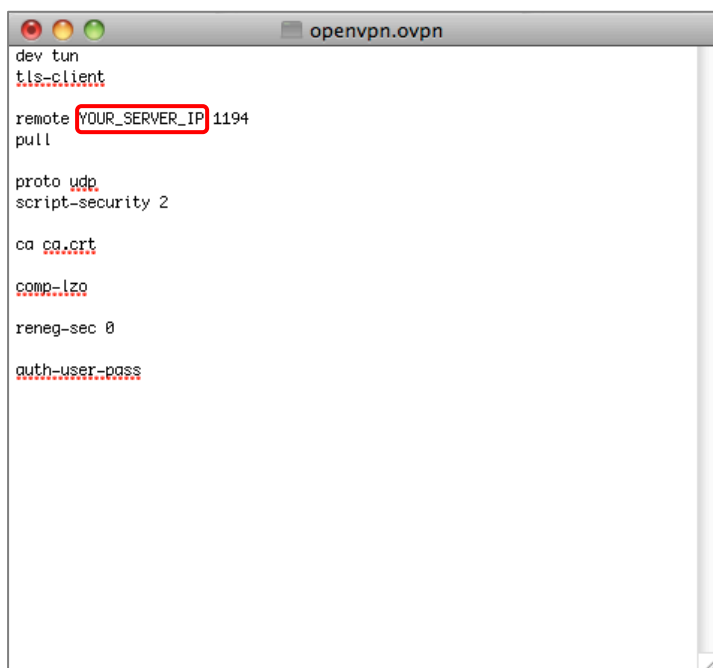 openvpn.ovpn
dev tun
tls-client
remote YOUR_SERVER_IP 1194
pull
proto udp
script-security 2
ca ca.crt
comp-lzo
reneg-sec 0
auth-user-pass